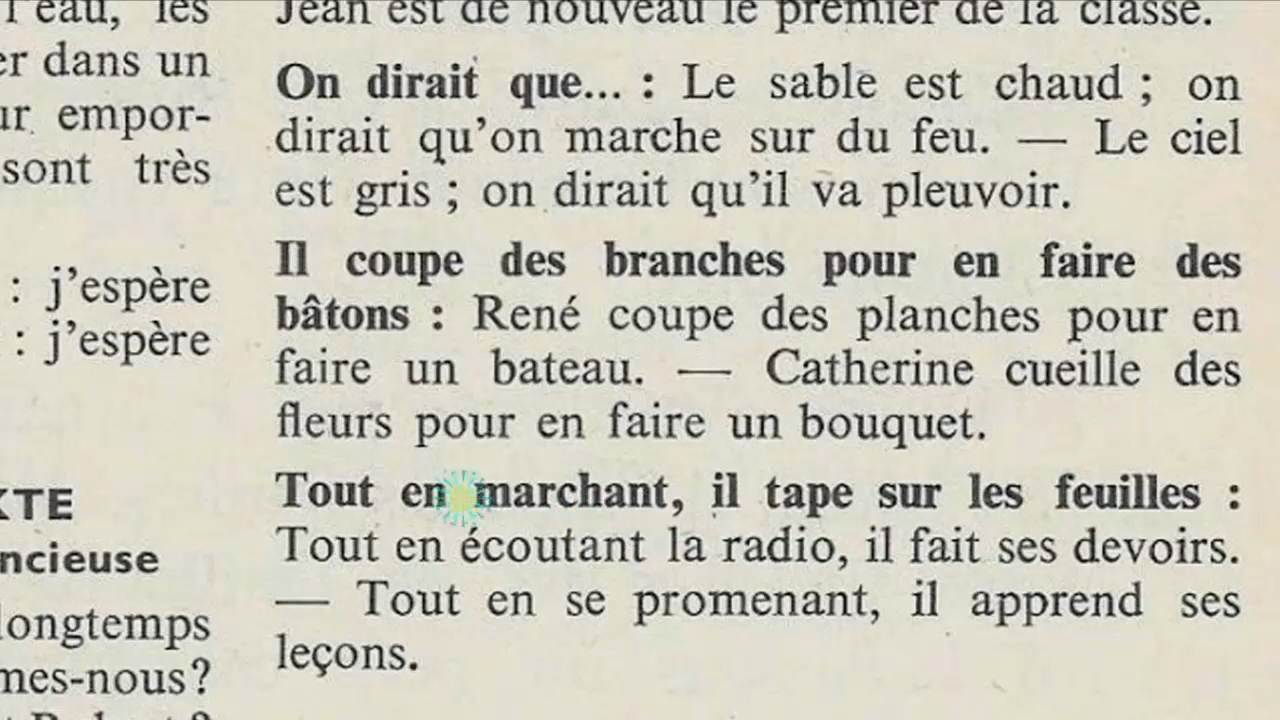 l'eau, les
er dans un
ur empor-
sont très
: j'espère
: j'espère
XTE
ncieuse
longtemps
mes-nous?
Jean est de nouveau le premier de la classe.
On dirait que... : Le sable est chaud ; on
dirait qu'on marche sur du feu. — Le ciel
est gris ; on dirait qu'il va pleuvoir.
Il coupe des branches pour en faire des
bâtons : René coupe des planches pour en
faire un bateau. — Catherine cueille des
fleurs pour en faire un bouquet.
Tout en marchant, il tape sur les feuilles :
Tout en écoutant la radio, il fait ses devoirs.
— Tout en se promenant, il apprend ses
leçons.